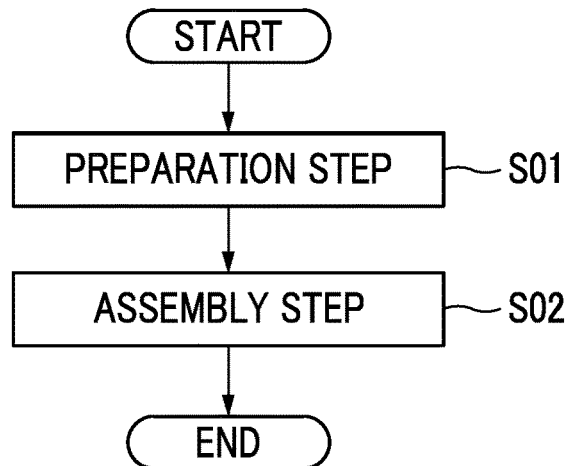 START
PREPARATION STEP S01
ASSEMBLY STEP S02
END